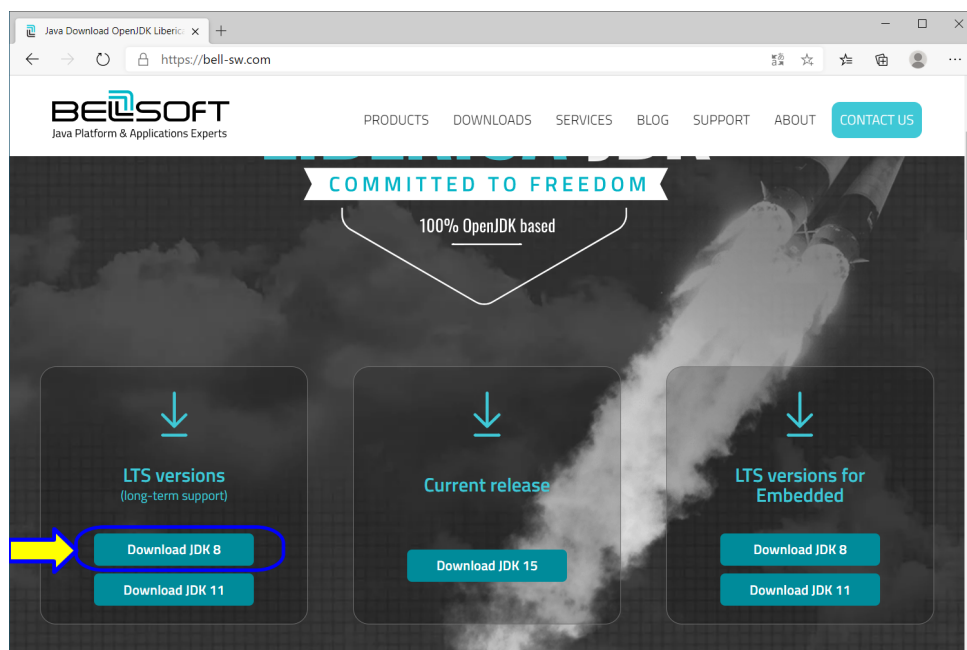 Java Download OpenJDK Liberic
https://bell-sw.com
BELLSOFT
Java Platform & Applications Experts
PRODUCTS DOWNLOADS SERVICES BLOG SUPPORT ABOUT CONTACT US
LIBERICA JDK
COMMITTED TO FREEDOM
100% OpenJDK based
LTS versions
(long-term support)
Download JDK 8
Download JDK 11
Current release
Download JDK 15
LTS versions for
Embedded
Download JDK 8
Download JDK 11